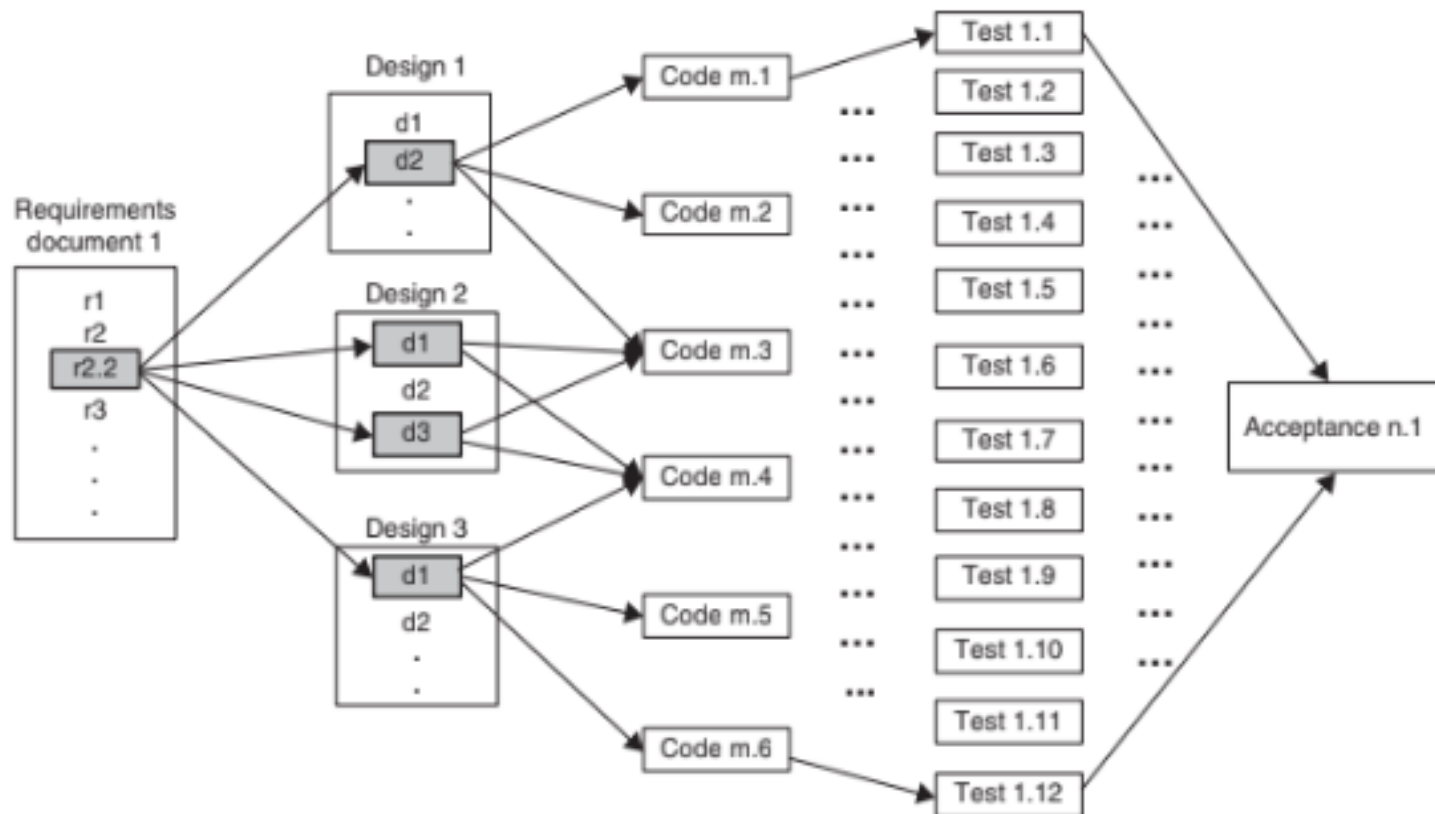 Requirements
document 1
r1
r2
r2.2
r3
.
.
.
Design 1
d1
d2
.
.
Design 2
d1
d2
d3
Design 3
d1
d2
.
.
Code m.1
Code m.2
Code m.3
Code m.4
Code m.5
Code m.6
...
...
...
...
...
...
...
...
...
...
...
...
...
Test 1.1
Test 1.2
Test 1.3
Test 1.4
Test 1.5
Test 1.6
Test 1.7
Test 1.8
Test 1.9
Test 1.10
Test 1.11
Test 1.12
...
...
...
...
...
...
...
...
...
...
...
Acceptance n.1